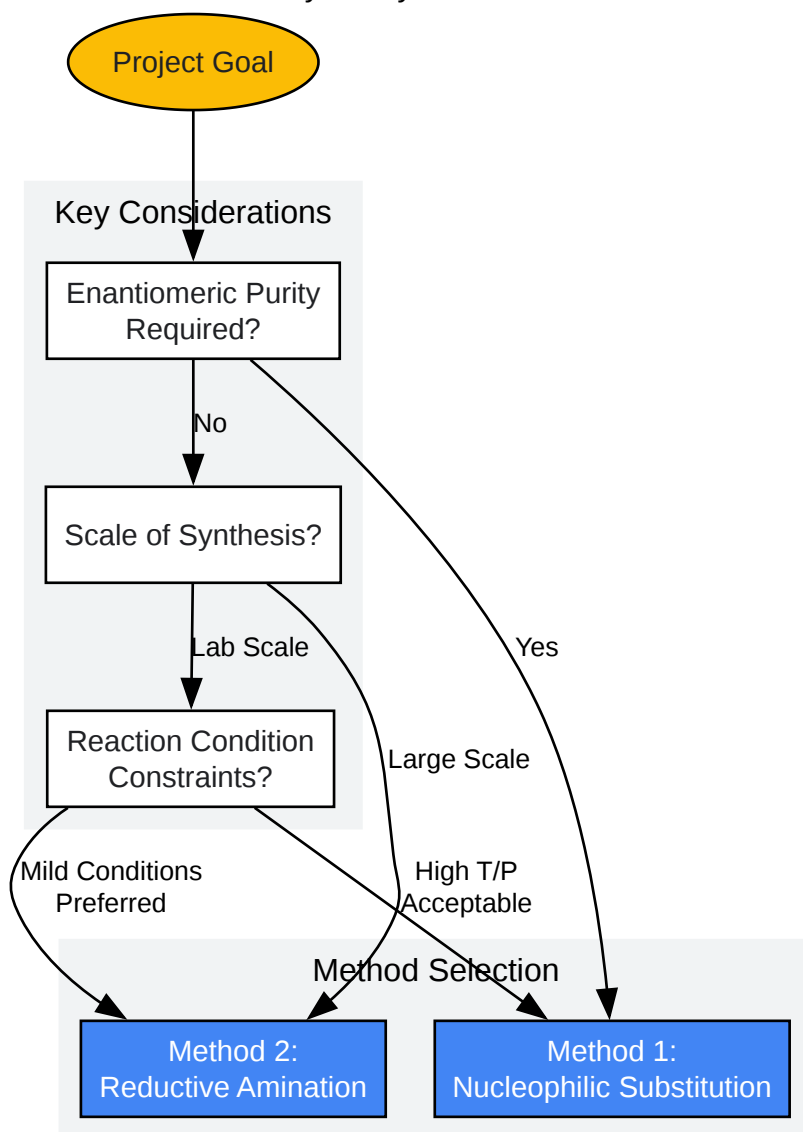 Project Goal
Key Considerations
Enantiomeric Purity
Required?
No
Scale of Synthesis?
Lab Scale
Yes
Reaction Condition
Constraints?
Large Scale
Mild Conditions
Preferred
High T/P
Acceptable
Method Selection
Method 2:
Reductive Amination
Method 1:
Nucleophilic Substitution